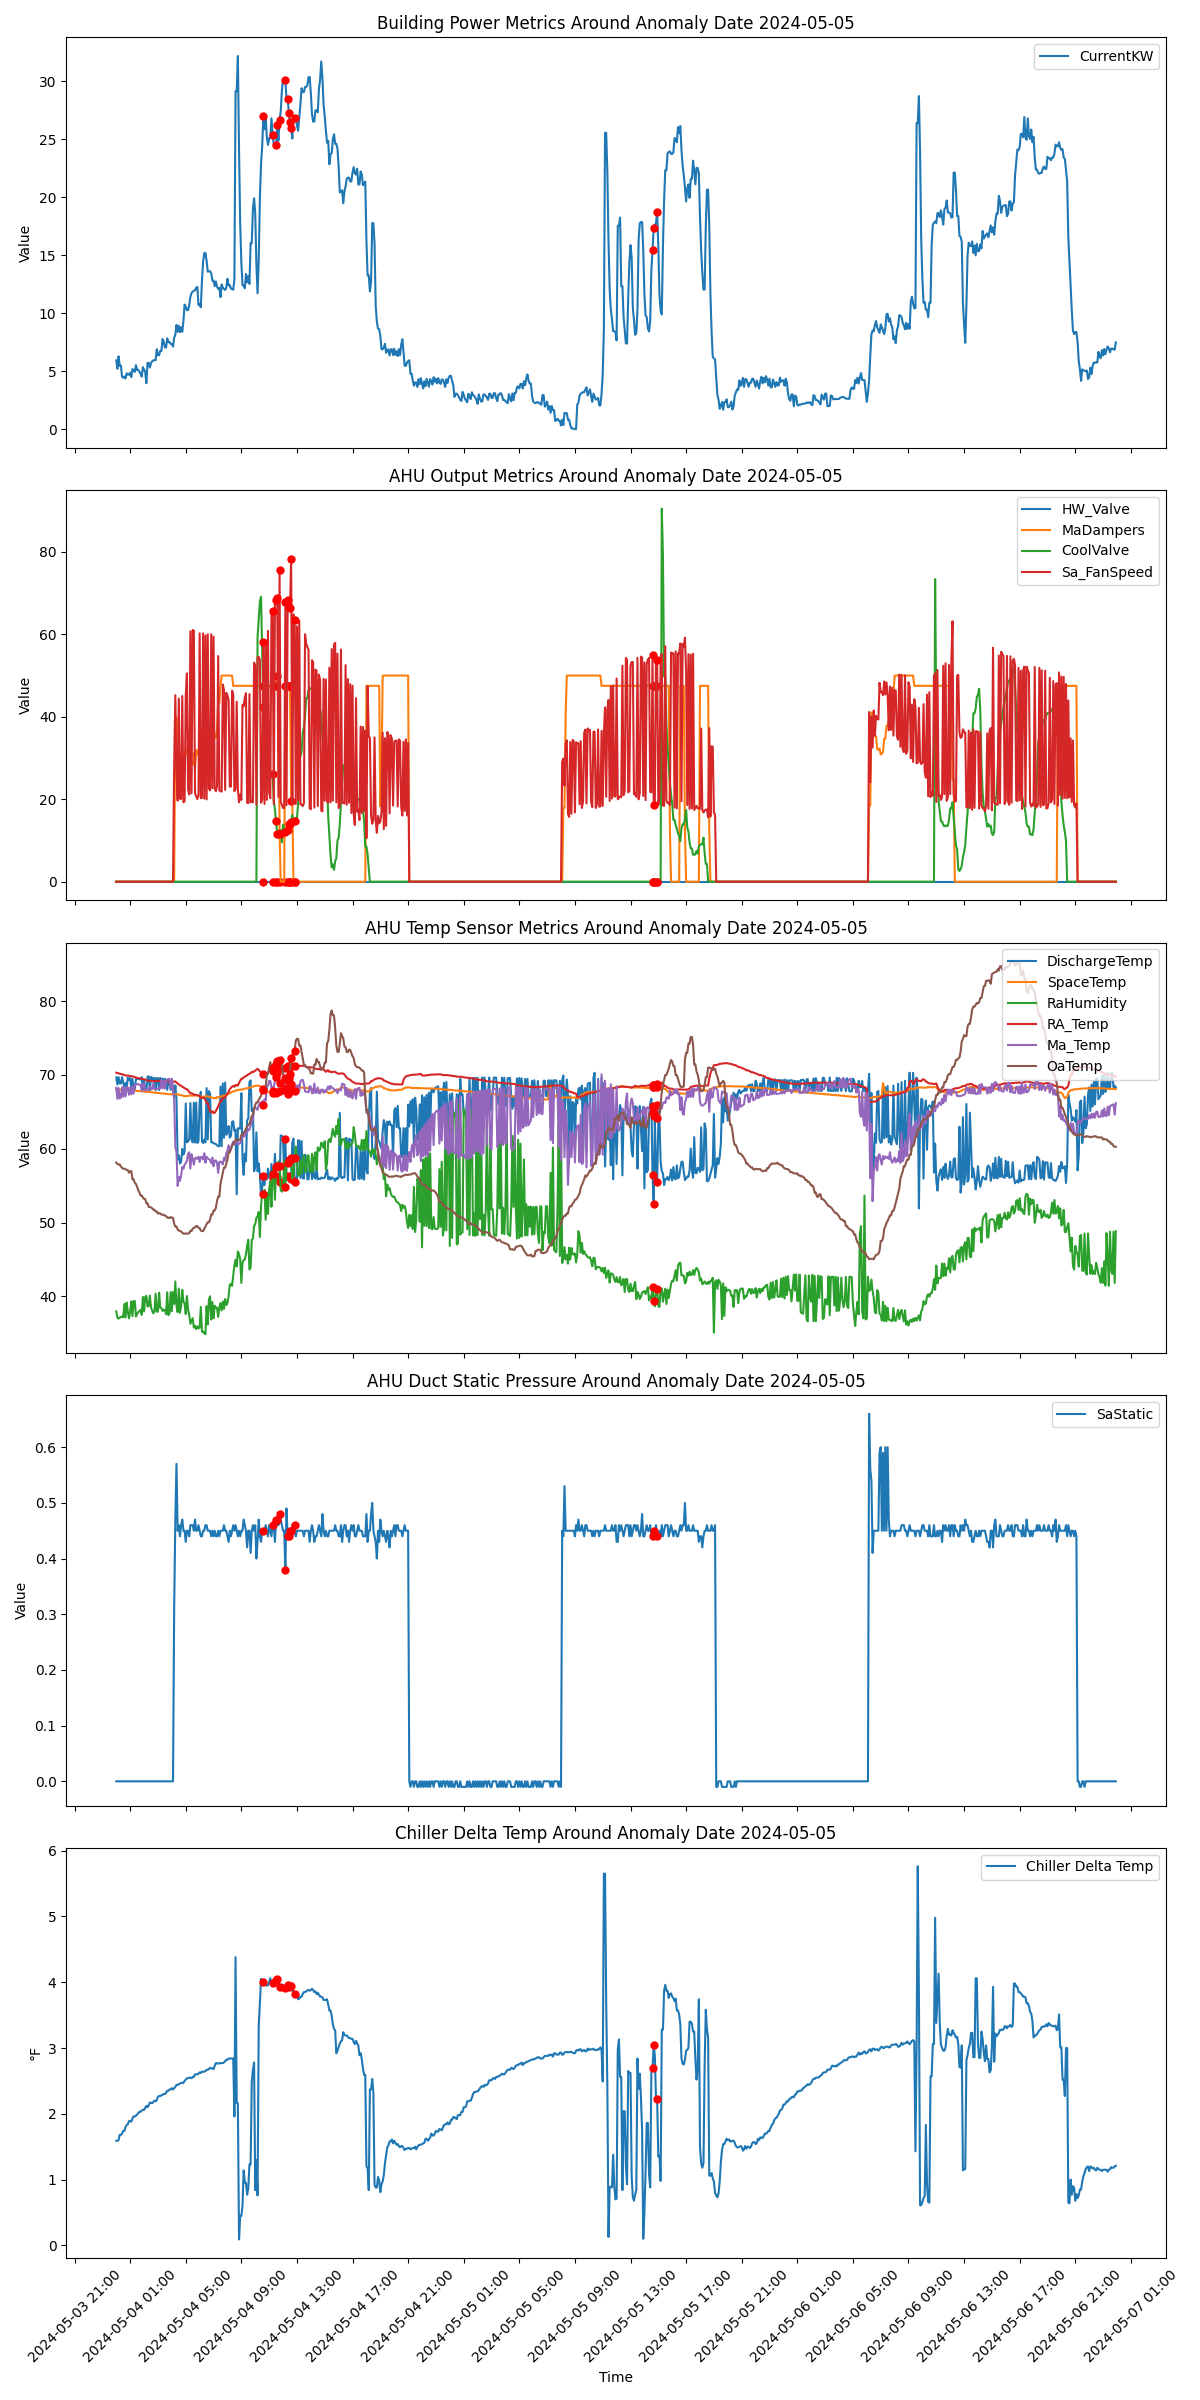 Building Power Metrics Around Anomaly Date 2024-05-05
CurrentKW
30
25
20
15
10
5
0
Value
AHU Output Metrics Around Anomaly Date 2024-05-05
HW_Valve
MaDampers
CoolValve
Sa_FanSpeed
80
60
40
20
0
Value
AHU Temp Sensor Metrics Around Anomaly Date 2024-05-05
DischargeTemp
SpaceTemp
RaHumidity
RA_Temp
Ma_Temp
OaTemp
80
70
60
50
40
Value
AHU Duct Static Pressure Around Anomaly Date 2024-05-05
SaStatic
0.6
0.5
0.4
0.3
0.2
0.1
0.0
Value
Chiller Delta Temp Around Anomaly Date 2024-05-05
Chiller Delta Temp
6
5
4
3
2
1
0
°F
2024-05-03 21:00
2024-05-04 01:00
2024-05-04 05:00
2024-05-04 09:00
2024-05-04 13:00
2024-05-04 17:00
2024-05-04 21:00
2024-05-05 01:00
2024-05-05 05:00
2024-05-05 09:00
2024-05-05 13:00
2024-05-05 17:00
2024-05-05 21:00
2024-05-06 01:00
2024-05-06 05:00
2024-05-06 09:00
2024-05-06 13:00
2024-05-06 17:00
2024-05-06 21:00
2024-05-07 01:00
Time